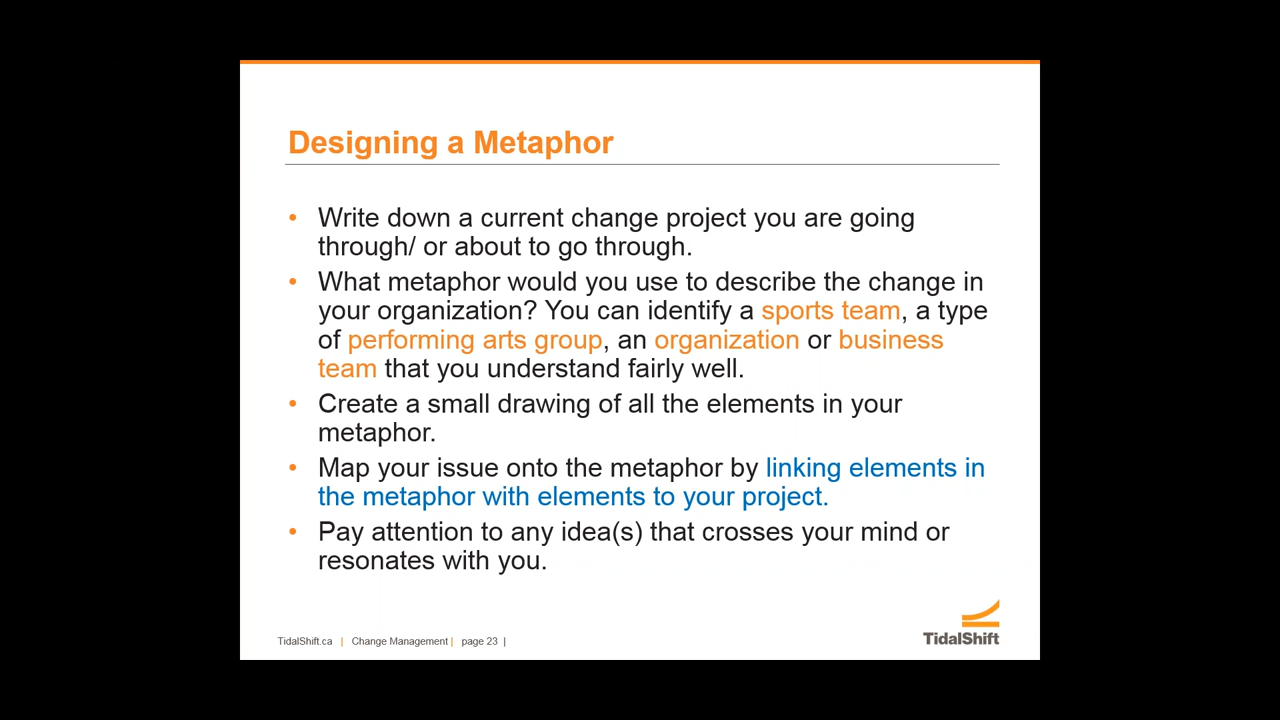 Designing a Metaphor
• Write down a current change project you are going
through/ or about to go through.
• What metaphor would you use to describe the change in
your organization? You can identify a sports team, a type
of performing arts group, an organization or business
team that you understand fairly well.
• Create a small drawing of all the elements in your
metaphor.
• Map your issue onto the metaphor by linking elements in
the metaphor with elements to your project.
• Pay attention to any idea(s) that crosses your mind or
resonates with you.
TidalShift.ca | Change Management | page 23 |
TidalShift